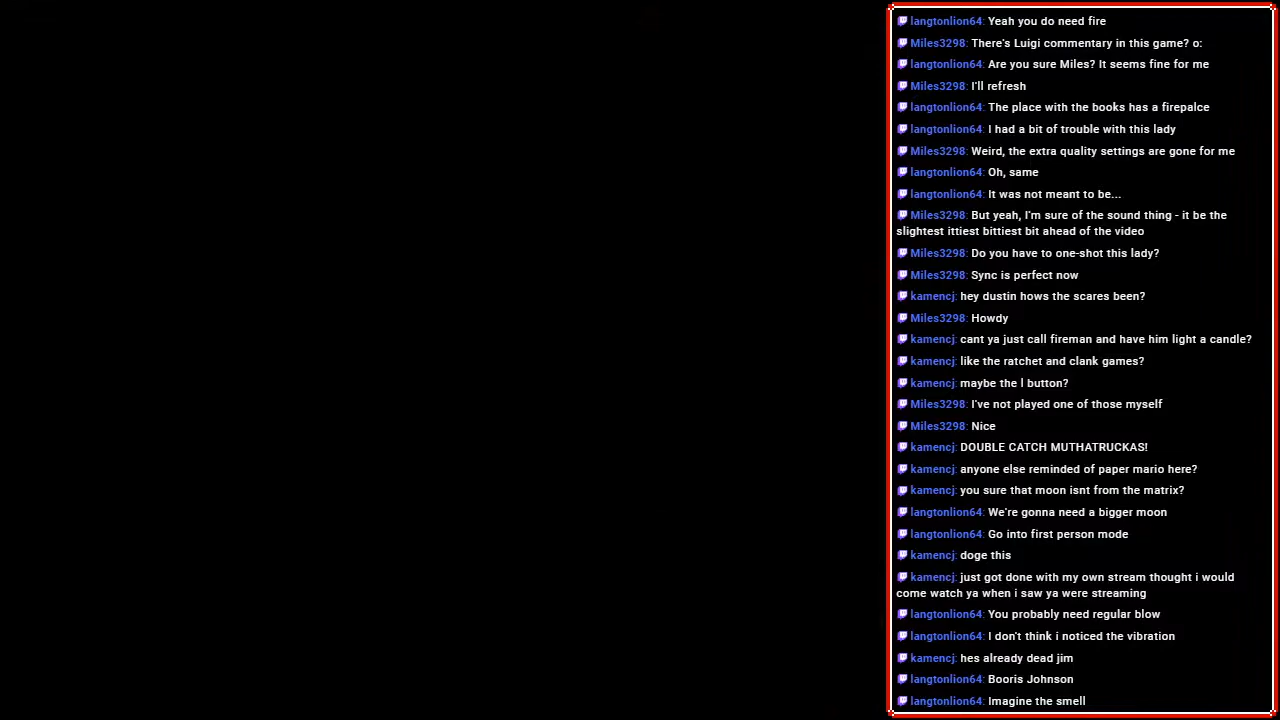 langtonlion64: Yeah you do need fire
Miles3298: There's Luigi commentary in this game? o:
langtonlion64: Are you sure Miles? It seems fine for me
Miles3298: I'll refresh
langtonlion64: The place with the books has a firepalce
langtonlion64: I had a bit of trouble with this lady
Miles3298: Weird, the extra quality settings are gone for me
langtonlion64: Oh, same
langtonlion64: It was not meant to be...
Miles3298: But yeah, I'm sure of the sound thing - it be the
slightest ittiest bittiest bit ahead of the video
Miles3298: Do you have to one-shot this lady?
Miles3298: Sync is perfect now
kamencj: hey dustin hows the scares been?
Miles3298: Howdy
kamencj: cant ya just call fireman and have him light a candle?
kamencj: like the ratchet and clank games?
kamencj: maybe the l button?
Miles3298: I've not played one of those myself
Miles3298: Nice
kamencj: DOUBLE CATCH MUTHATRUCKAS!
kamencj: anyone else reminded of paper mario here?
kamencj: you sure that moon isnt from the matrix?
langtonlion64: We're gonna need a bigger moon
langtonlion64: Go into first person mode
kamencj: doge this
kamencj: just got done with my own stream thought i would
come watch ya when i saw ya were streaming
langtonlion64: You probably need regular blow
langtonlion64: I don't think i noticed the vibration
kamencj: hes already dead jim
langtonlion64: Booris Johnson
langtonlion64: Imagine the smell